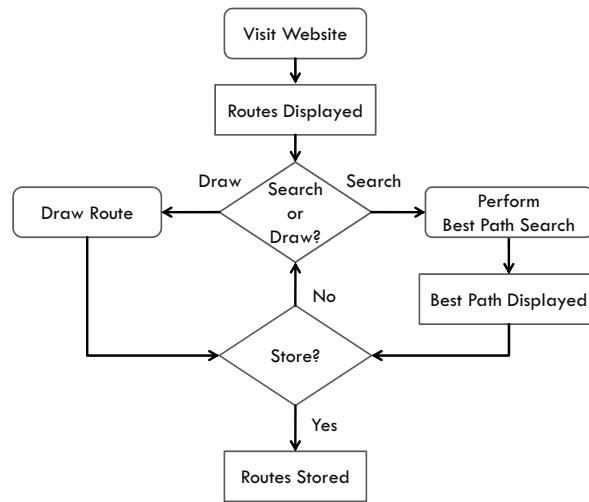 Visit Website
Routes Displayed
Draw
Search
Search
or
Draw?
Draw Route
Perform
Best Path Search
No
Best Path Displayed
Store?
Yes
Routes Stored